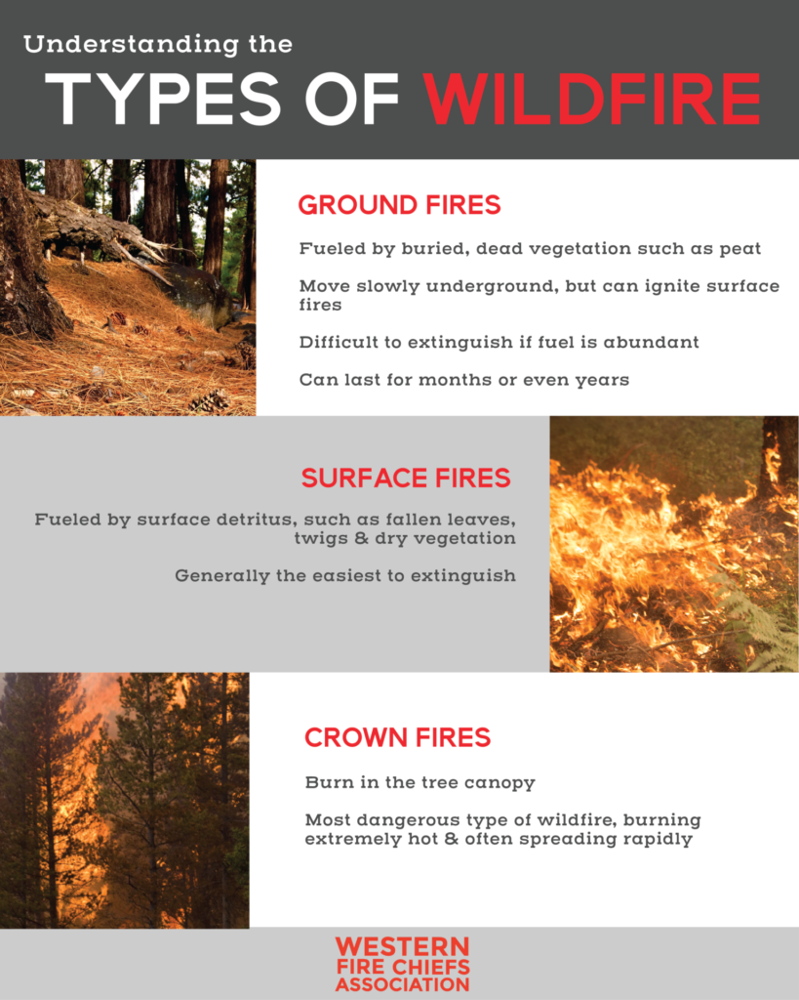 Understanding the
TYPES OF WILDFIRE
GROUND FIRES
Fueled by buried, dead vegetation such as peat
Move slowly underground, but can ignite surface
fires
Difficult to extinguish if fuel is abundant
Can last for months or even years
SURFACE FIRES
Fueled by surface detritus, such as fallen leaves,
twigs & dry vegetation
Generally the easiest to extinguish
CROWN FIRES
Burn in the tree canopy
Most dangerous type of wildfire, burning
extremely hot & often spreading rapidly
WESTERN
FIRE CHIEFS
ASSOCIATION